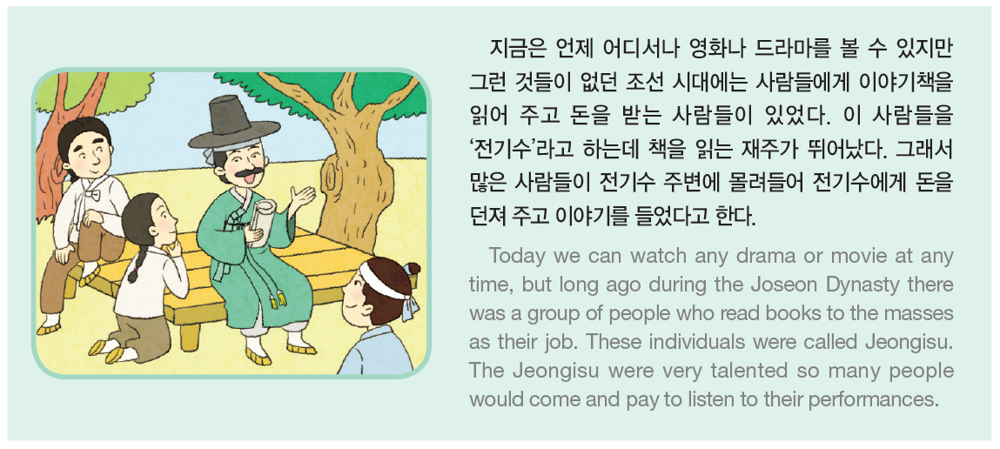 지금은 언제 어디서나 영화나 드라마를 볼 수 있지만
그런 것들이 없던 조선 시대에는 사람들에게 이야기책을
읽어 주고 돈을 받는 사람들이 있었다. 이 사람들을
‘전기수’라고 하는데 책을 읽는 재주가 뛰어났다. 그래서
많은 사람들이 전기수 주변에 몰려들어 전기수에게 돈을
던져 주고 이야기를 들었다고 한다.
Today we can watch any drama or movie at any
time, but long ago during the Joseon Dynasty there
was a group of people who read books to the masses
as their job. These individuals were called Jeongisu.
The Jeongisu were very talented so many people
would come and pay to listen to their performances.